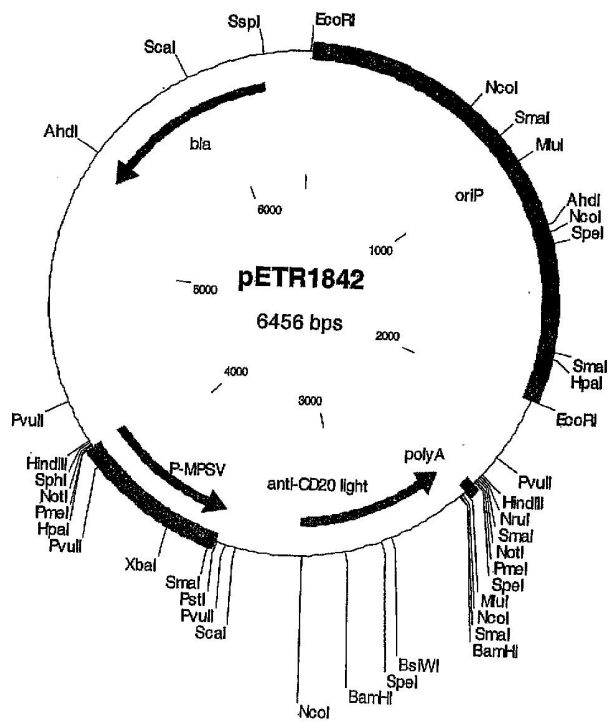 EcoRI
NcoI
SmaI
MluI
oriP
AhdI
NcoI
SpeI
SmaI
HpaI
EcoRI
PvuII
HindIII
NruI
SmaI
NotI
PmeI
SpeI
MluI
NcoI
SmaI
BamHI
polyA
anti-CD20 light
BsiWI
SpeI
BamHI
NcoI
ScaI
PvuII
PstI
SmaI
XbaI
P-MPSV
PvuII
HpaI
PmeI
NotI
SphI
HindIII
PvuII
AhdI
bla
ScaI
SspI
1000
2000
3000
4000
5000
6000
pETR1842
6456 bps